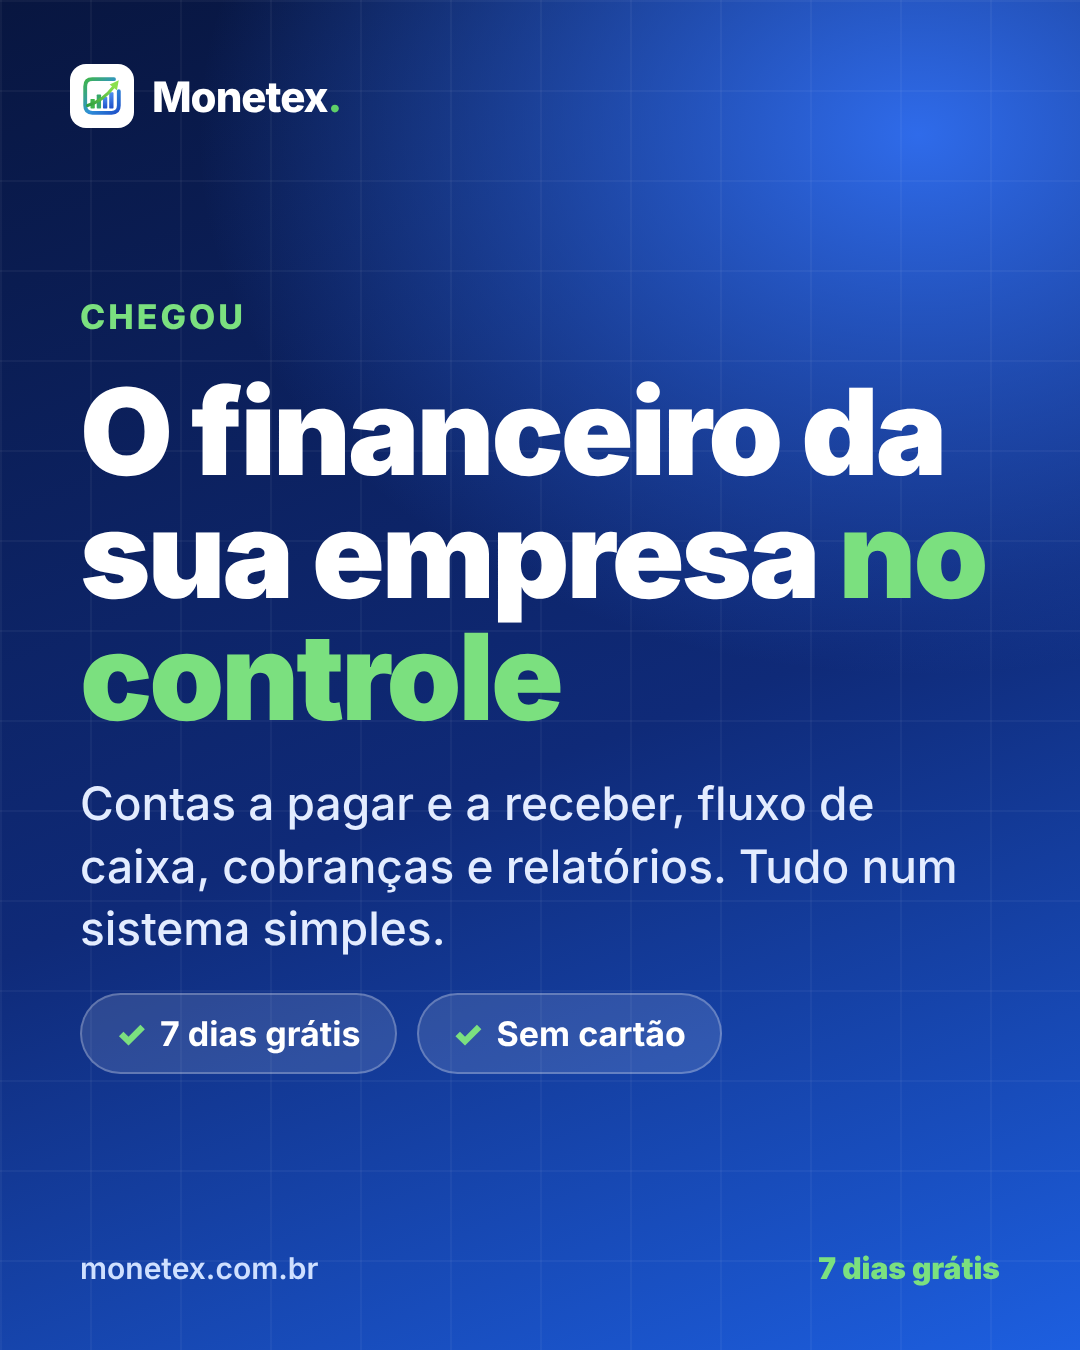 Monetex.
CHEGOU
O financeiro da
sua empresa no
controle
Contas a pagar e a receber, fluxo de
caixa, cobranças e relatórios. Tudo num
sistema simples.
✓ 7 dias grátis
✓ Sem cartão
monetex.com.br
7 dias grátis